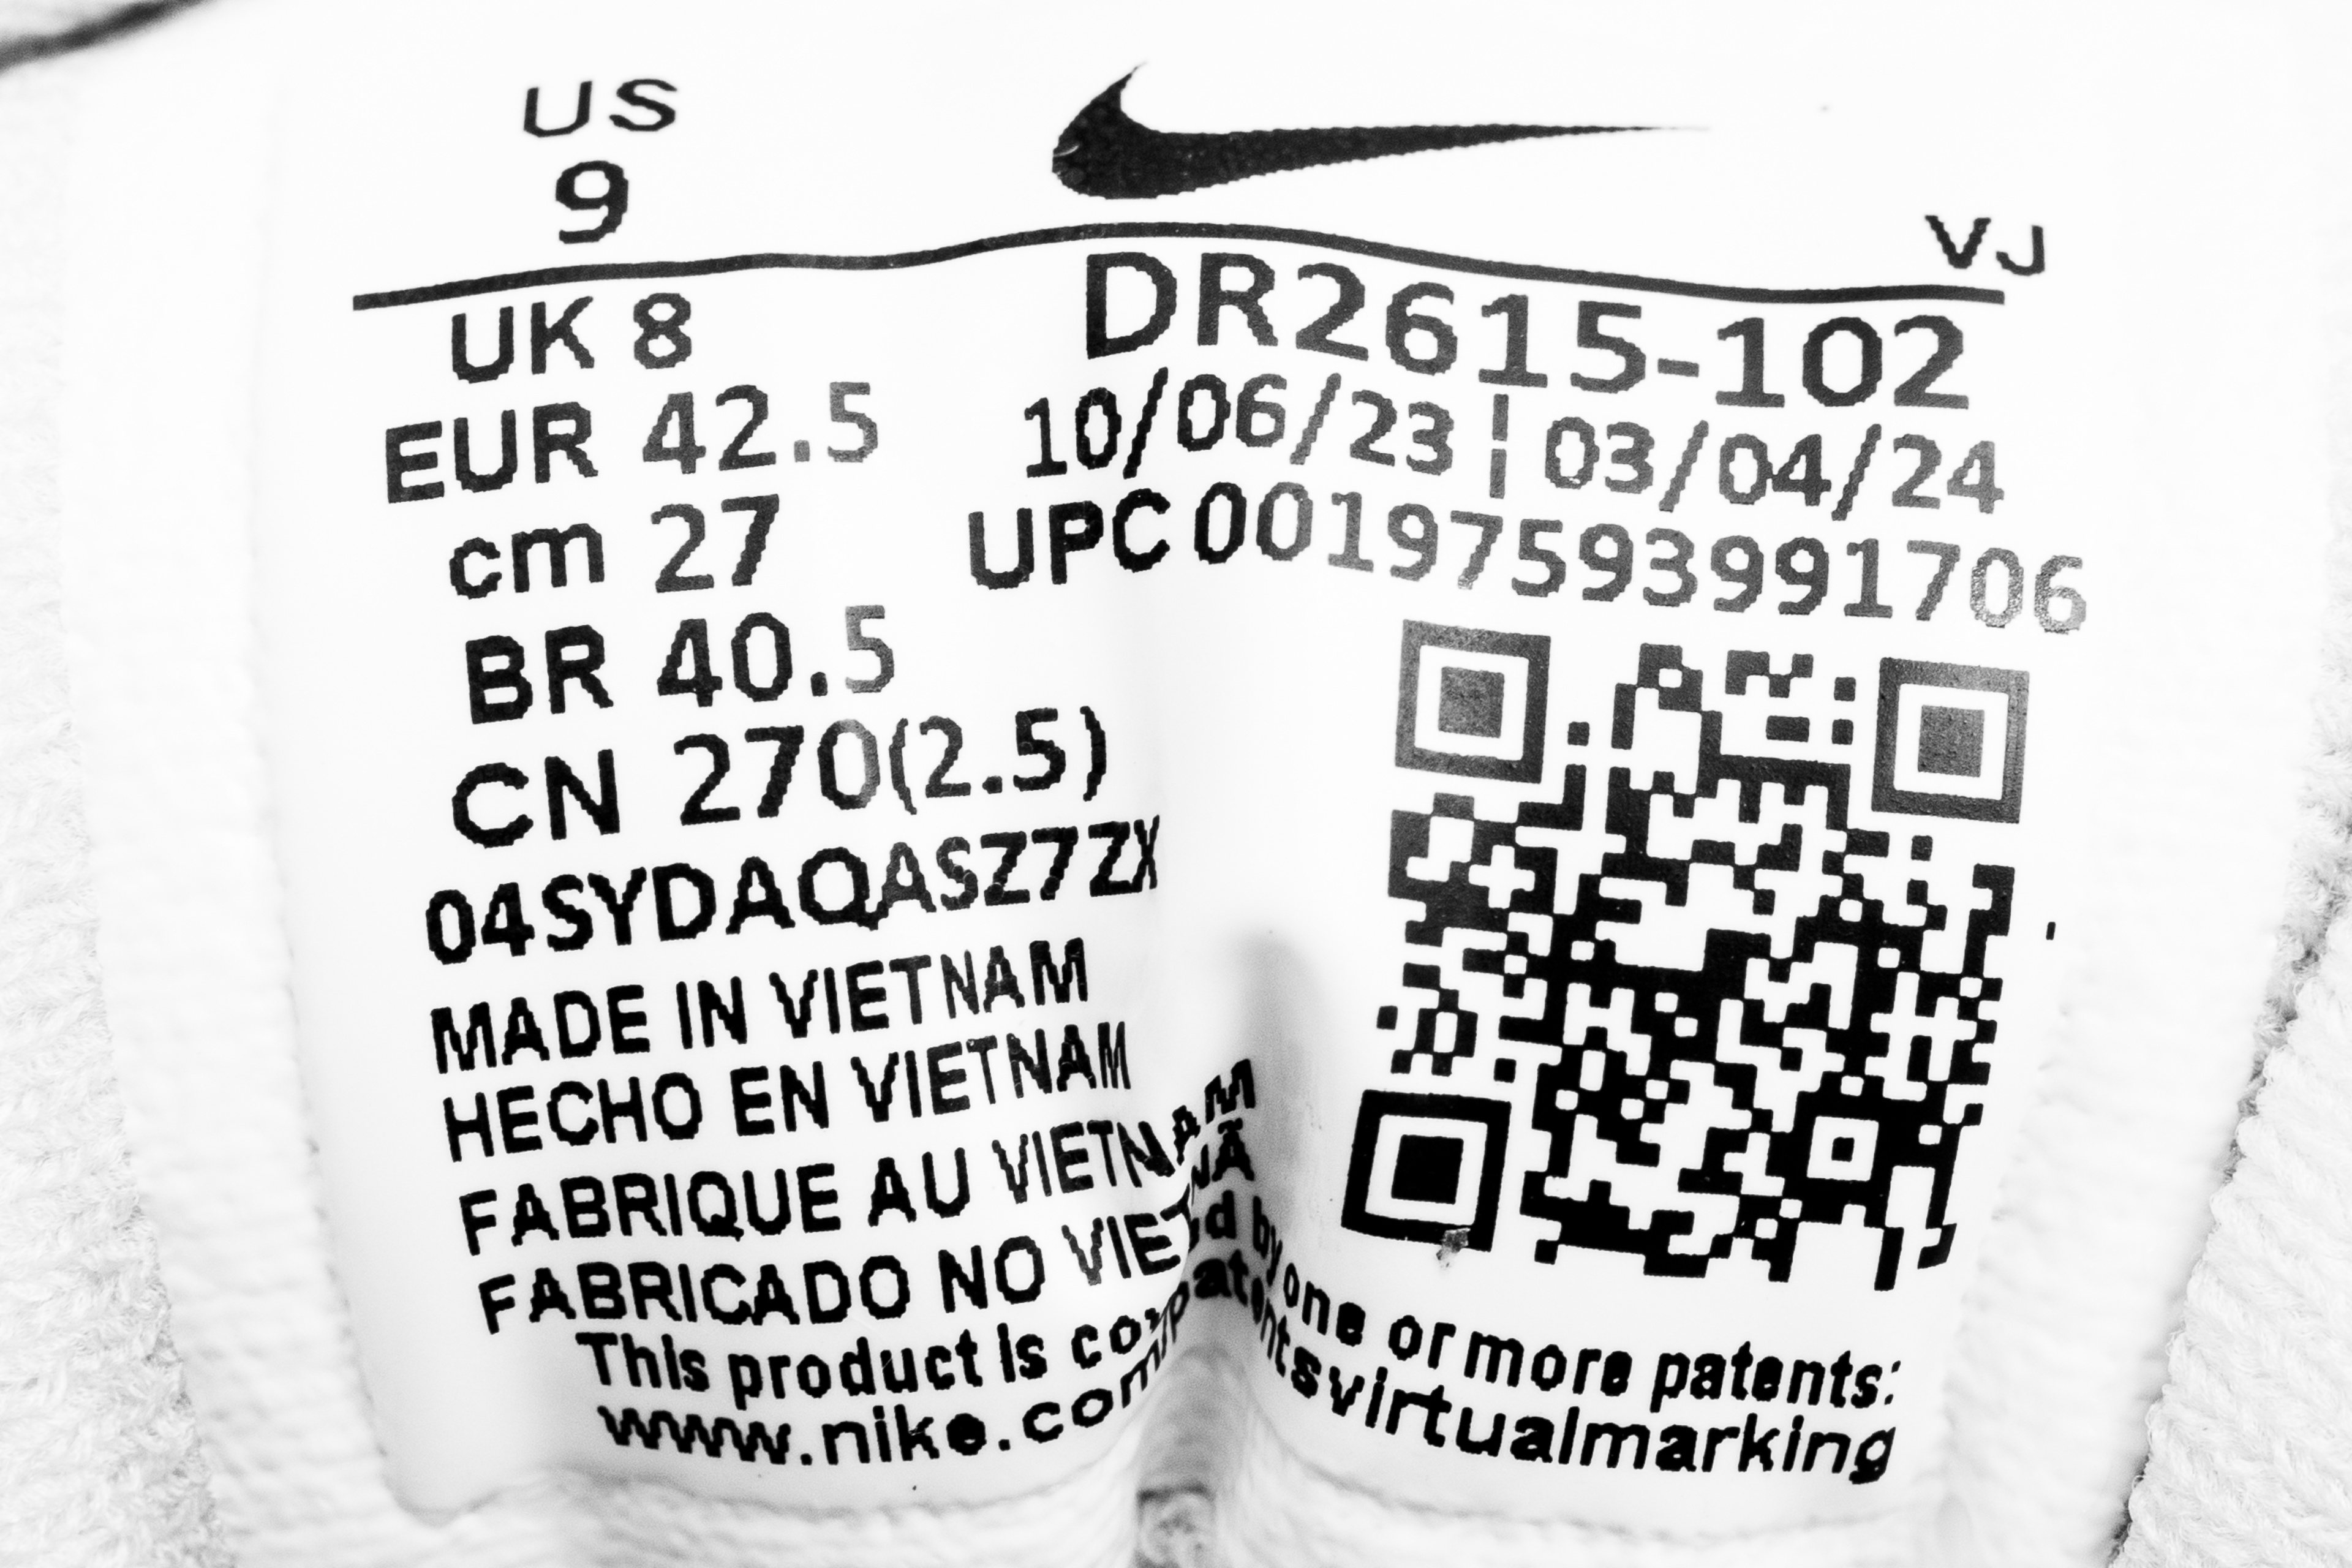 US
9
VJ
UK 8
EUR 42.5
cm 27
BR 40.5
CN 270(2.5)
04SYDAQASZ7ZX
MADE IN VIETNAM
HECHO EN VIETNAM
FABRIQUE AU VIETNAM
FABRICADO NO VIETNÃ
DR2615-102
10/06/23 ¦ 03/04/24
UPC 00197593991706
This product is covered by one or more patents:
www.nike.com/patentsvirtualmarking